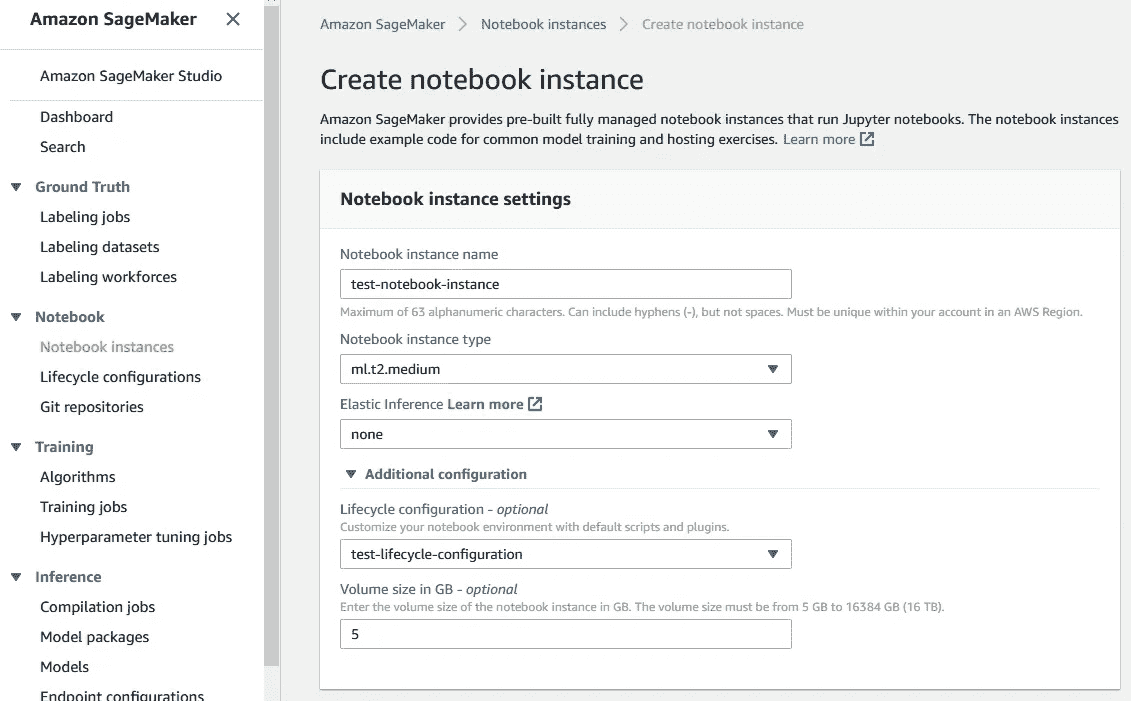 Amazon SageMaker
Amazon SageMaker Studio
Dashboard
Search
Ground Truth
Labeling jobs
Labeling datasets
Labeling workforces
Notebook
Notebook instances
Lifecycle configurations
Git repositories
Training
Algorithms
Training jobs
Hyperparameter tuning jobs
Inference
Compilation jobs
Model packages
Models
Endpoint configurations
Amazon SageMaker > Notebook instances > Create notebook instance
Create notebook instance
Amazon SageMaker provides pre-built fully managed notebook instances that run Jupyter notebooks. The notebook instances
include example code for common model training and hosting exercises. Learn more
Notebook instance settings
Notebook instance name
test-notebook-instance
Maximum of 63 alphanumeric characters. Can include hyphens (-), but not spaces. Must be unique within your account in an AWS Region.
Notebook instance type
ml.t2.medium
Elastic Inference Learn more
none
Additional configuration
Lifecycle configuration - optional
Customize your notebook environment with default scripts and plugins.
test-lifecycle-configuration
Volume size in GB - optional
Enter the volume size of the notebook instance in GB. The volume size must be from 5 GB to 16384 GB (16 TB).
5